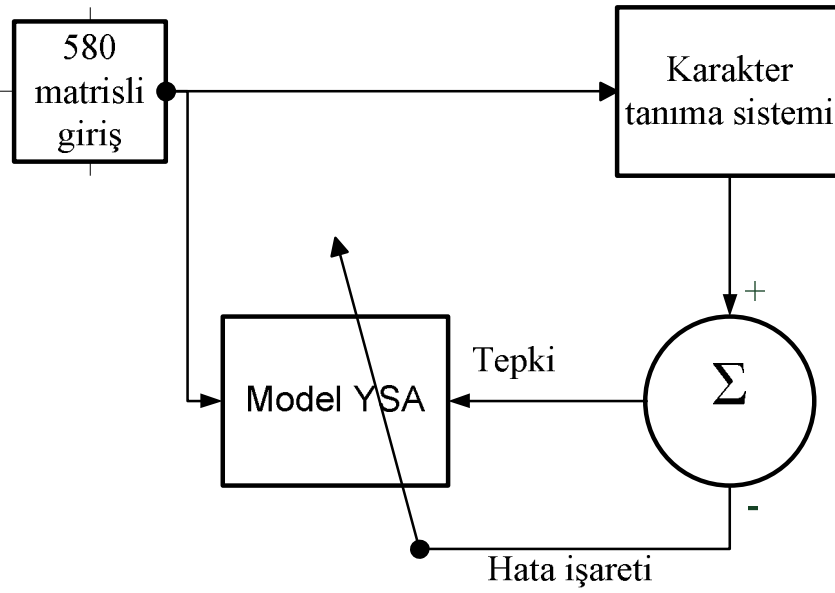 580
matrisli
giriş
Karakter
tanıma sistemi
+
Tepki
Model YSA
Σ
-
Hata işareti